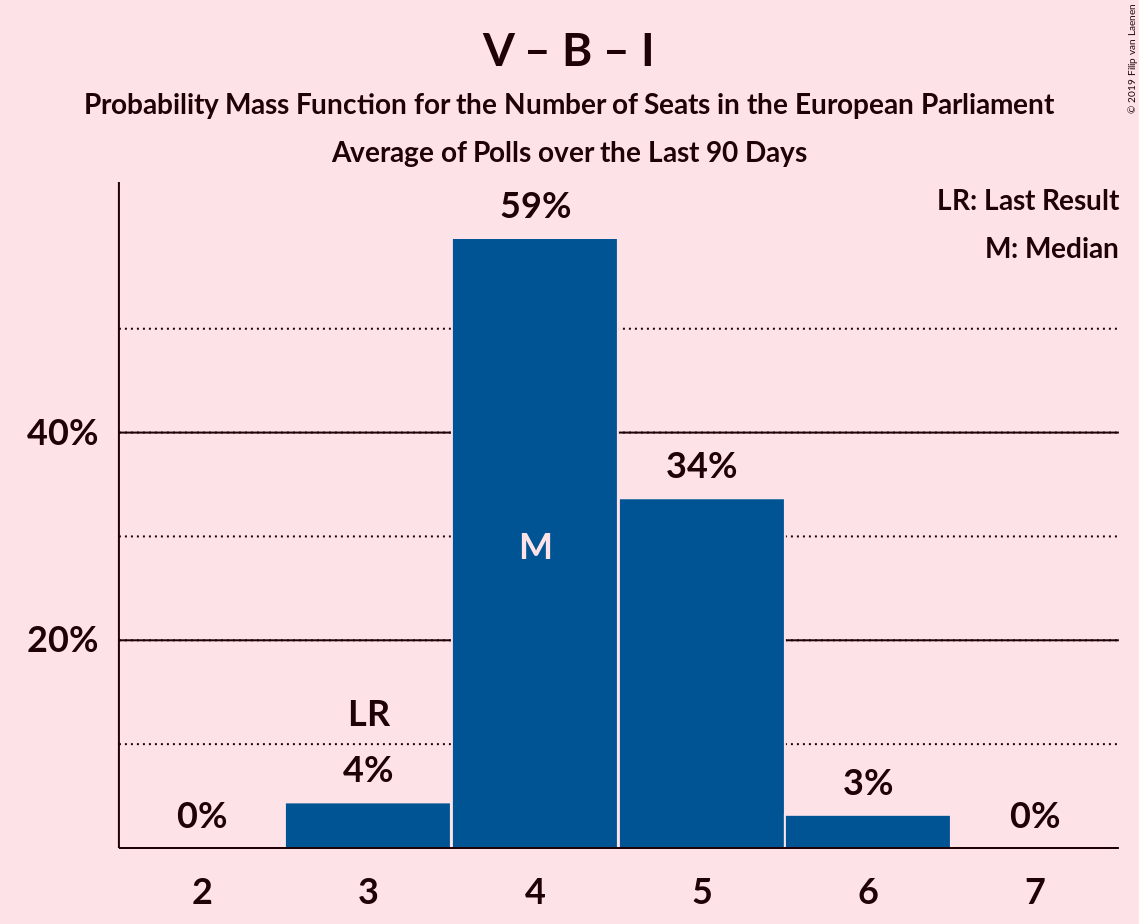 V – B – I
Probability Mass Function for the Number of Seats in the European Parliament
Average of Polls over the Last 90 Days
© 2019 Filip van Laenen
LR: Last Result
M: Median
59%
40%
34%
M
20%
LR
4%
3%
0%
0%
2 3 4 5 6 7